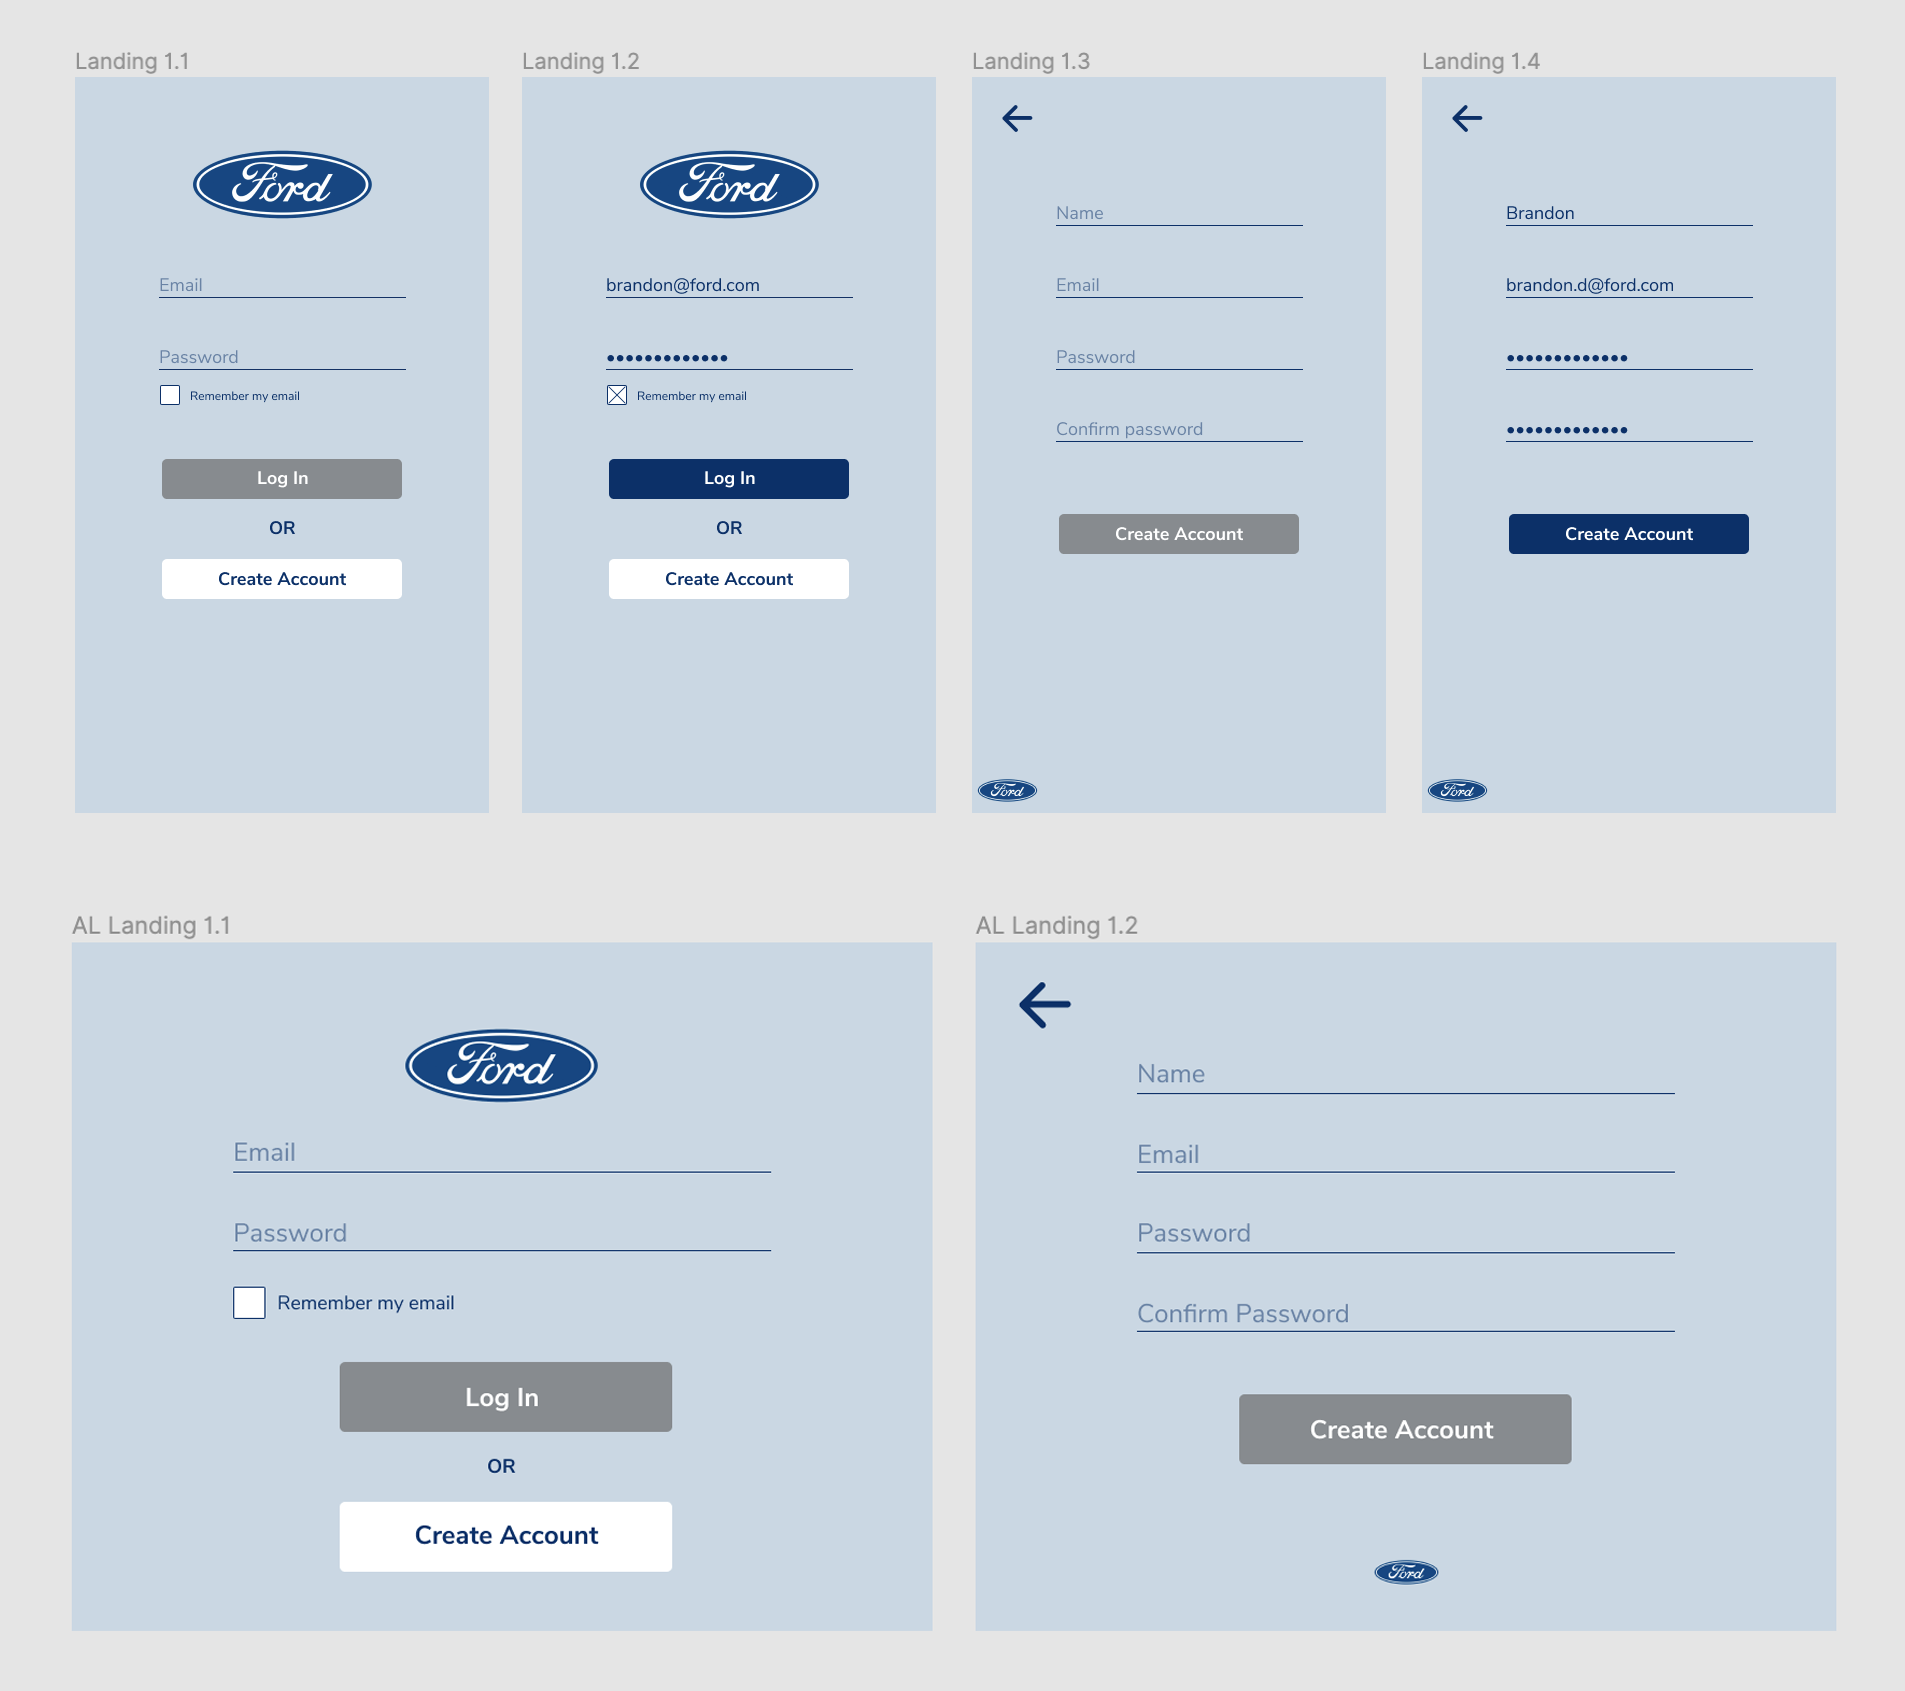 Landing 1.1
Ford
Email
Password
Remember my email
Log In
OR
Create Account
Landing 1.2
Ford
brandon@ford.com
•••••••••••••
Remember my email
Log In
OR
Create Account
Landing 1.3
Name
Email
Password
Confirm password
Create Account
Ford
Landing 1.4
Brandon
brandon.d@ford.com
•••••••••••••
•••••••••••••
Create Account
Ford
AL Landing 1.1
Ford
Email
Password
Remember my email
Log In
OR
Create Account
AL Landing 1.2
Name
Email
Password
Confirm Password
Create Account
Ford